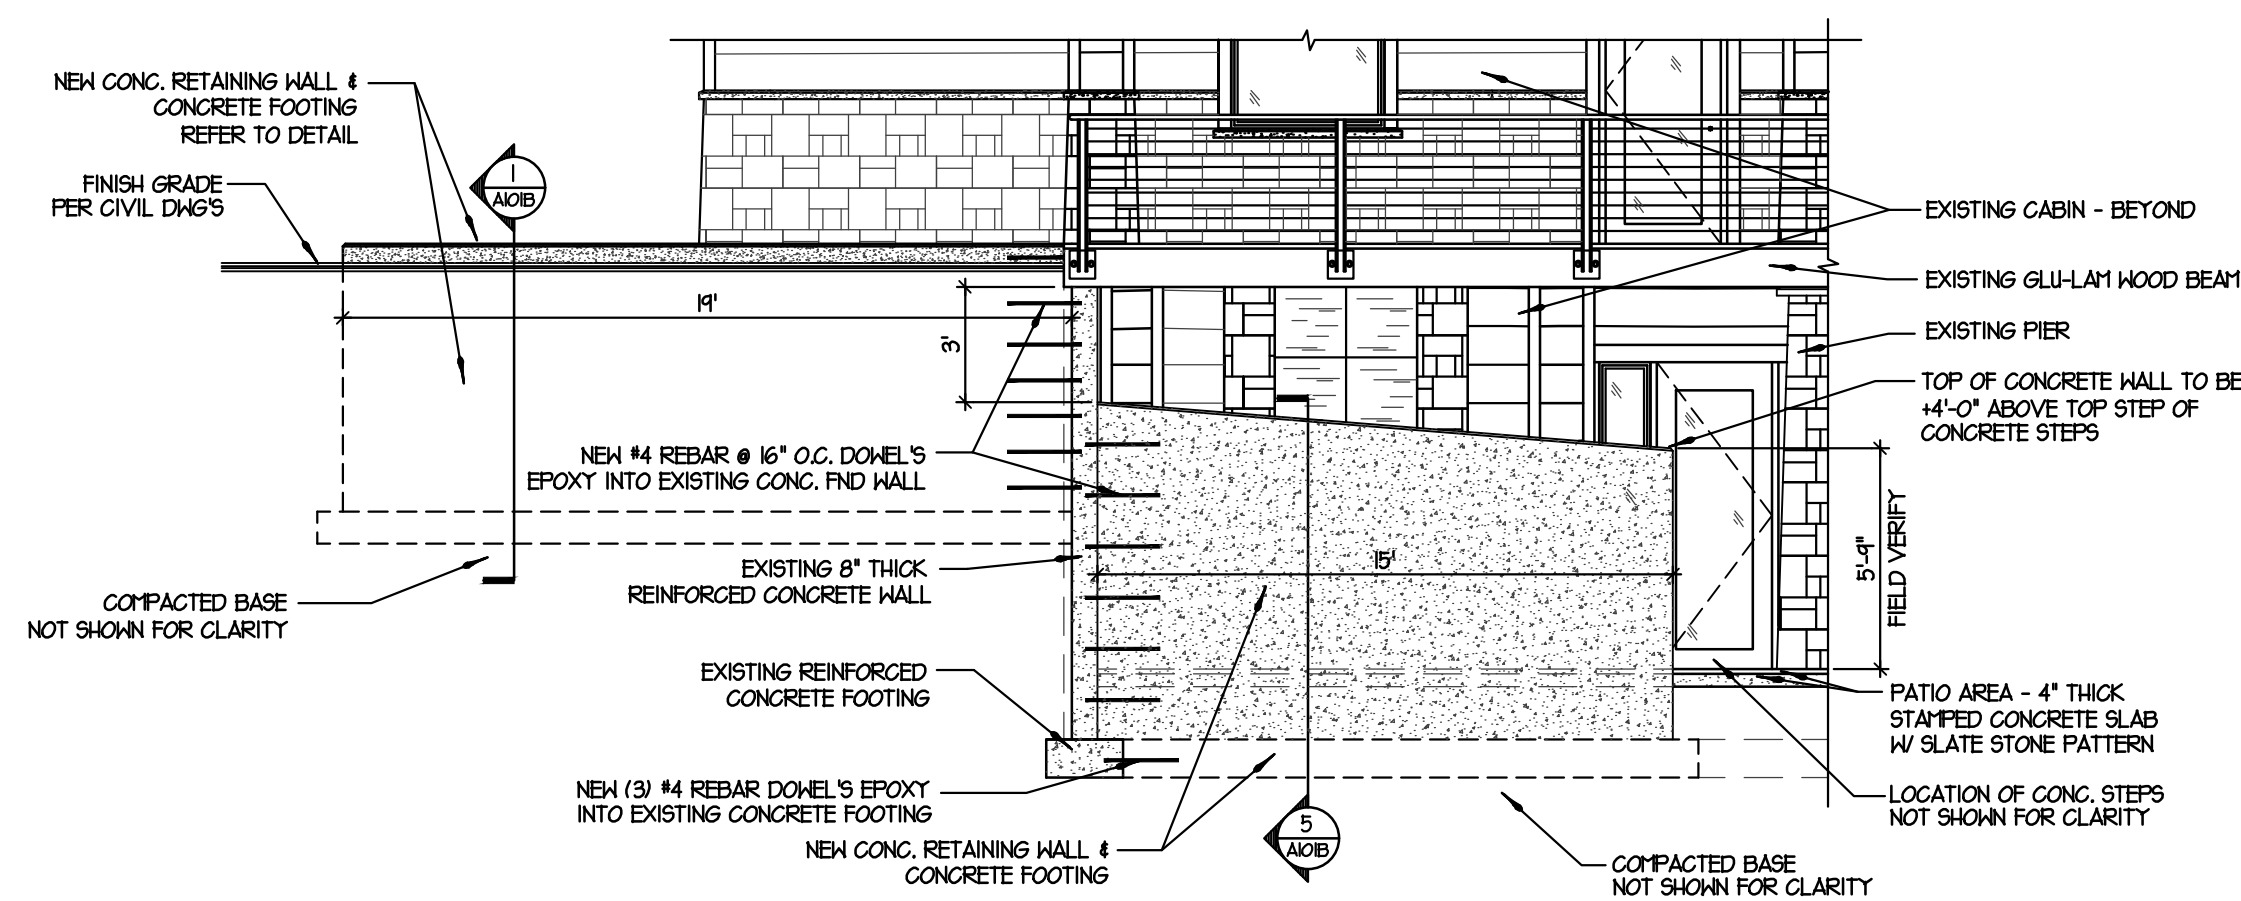 NEW CONC. RETAINING WALL &
CONCRETE FOOTING
REFER TO DETAIL
FINISH GRADE
PER CIVIL DWG'S
1
A101B
19'
3'
NEW #4 REBAR @ 16" O.C. DOWEL'S
EPOXY INTO EXISTING CONC. FND WALL
EXISTING 8" THICK
REINFORCED CONCRETE WALL
COMPACTED BASE
NOT SHOWN FOR CLARITY
EXISTING REINFORCED
CONCRETE FOOTING
NEW (3) #4 REBAR DOWEL'S EPOXY
INTO EXISTING CONCRETE FOOTING
NEW CONC. RETAINING WALL &
CONCRETE FOOTING
15'
5
A101B
EXISTING CABIN - BEYOND
EXISTING GLU-LAM WOOD BEAM
EXISTING PIER
TOP OF CONCRETE WALL TO BE
+4'-0" ABOVE TOP STEP OF
CONCRETE STEPS
5'-9"
FIELD VERIFY
PATIO AREA - 4" THICK
STAMPED CONCRETE SLAB
W/ SLATE STONE PATTERN
LOCATION OF CONC. STEPS
NOT SHOWN FOR CLARITY
COMPACTED BASE
NOT SHOWN FOR CLARITY